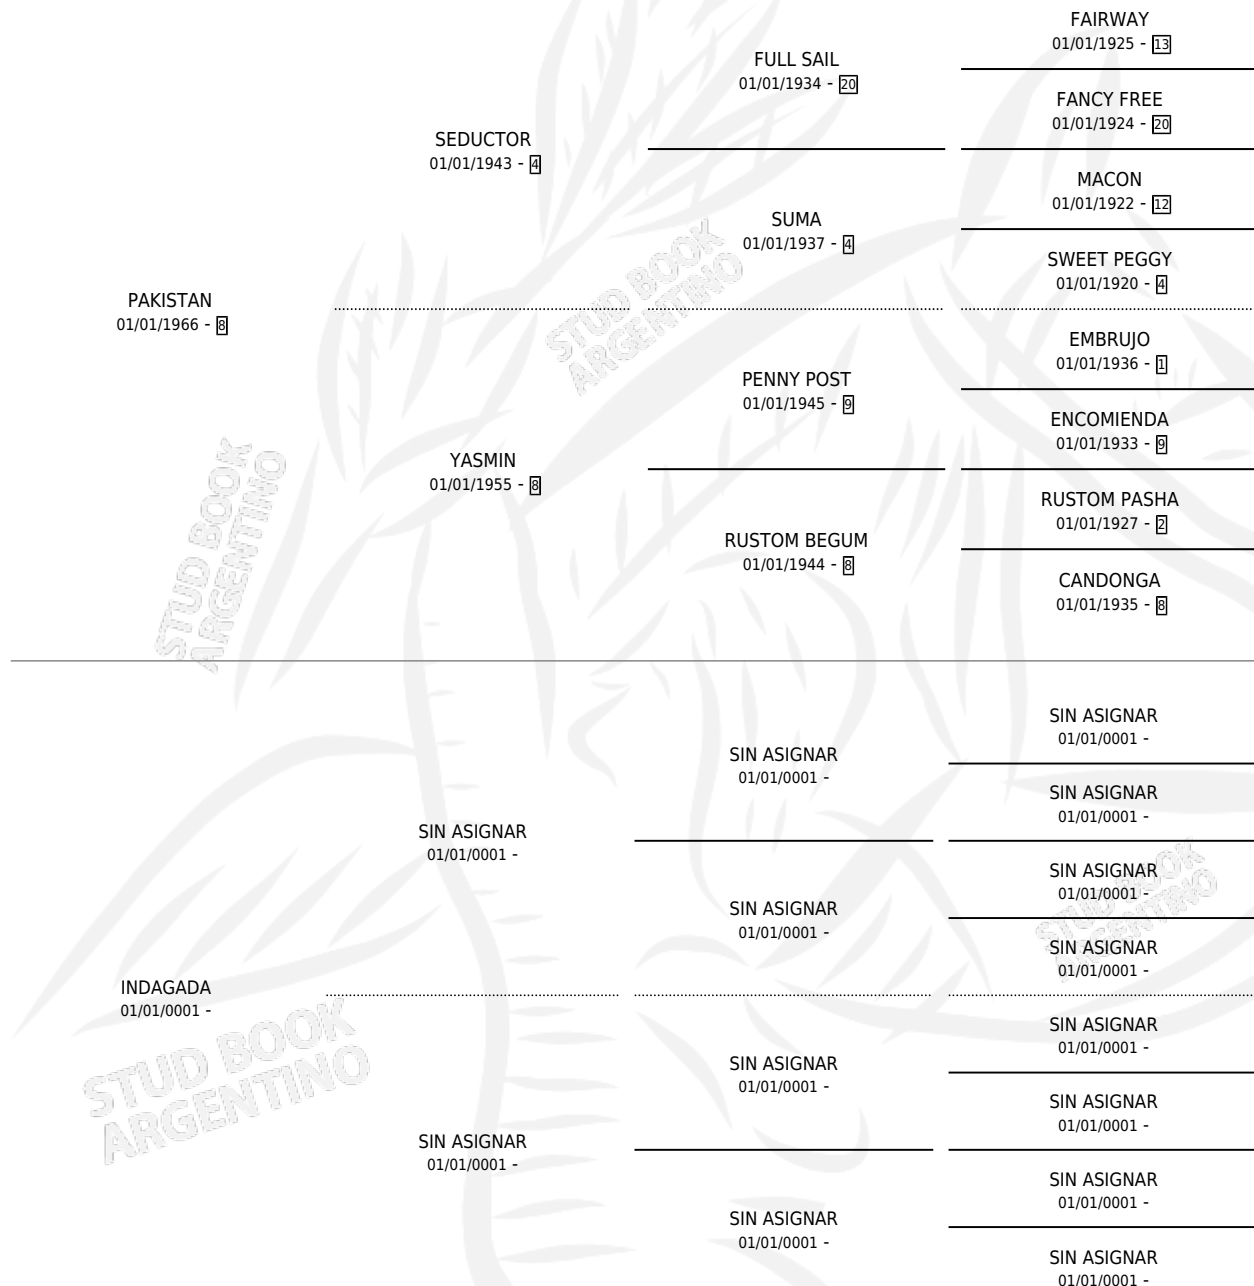 FAIRWAY
01/01/1925 - 13
FULL SAIL
01/01/1934 - 20
FANCY FREE
01/01/1924 - 20
SEDUCTOR
01/01/1943 - 4
MACON
01/01/1922 - 12
SUMA
01/01/1937 - 4
SWEET PEGGY
01/01/1920 - 4
PAKISTAN
01/01/1966 - 8
EMBRUJO
01/01/1936 - 1
PENNY POST
01/01/1945 - 9
ENCOMIENDA
01/01/1933 - 9
YASMIN
01/01/1955 - 8
RUSTOM PASHA
01/01/1927 - 2
RUSTOM BEGUM
01/01/1944 - 8
CANDONGA
01/01/1935 - 8
SIN ASIGNAR
01/01/0001 -
SIN ASIGNAR
01/01/0001 -
SIN ASIGNAR
01/01/0001 -
SIN ASIGNAR
01/01/0001 -
SIN ASIGNAR
01/01/0001 -
SIN ASIGNAR
01/01/0001 -
SIN ASIGNAR
01/01/0001 -
INDAGADA
01/01/0001 -
SIN ASIGNAR
01/01/0001 -
SIN ASIGNAR
01/01/0001 -
SIN ASIGNAR
01/01/0001 -
SIN ASIGNAR
01/01/0001 -
SIN ASIGNAR
01/01/0001 -
SIN ASIGNAR
01/01/0001 -
SIN ASIGNAR
01/01/0001 -
STUD BOOK
ARGENTINO
STUD BOOK
ARGENTINO
STUD BOOK
ARGENTINO
STUD BOOK
ARGENTINO